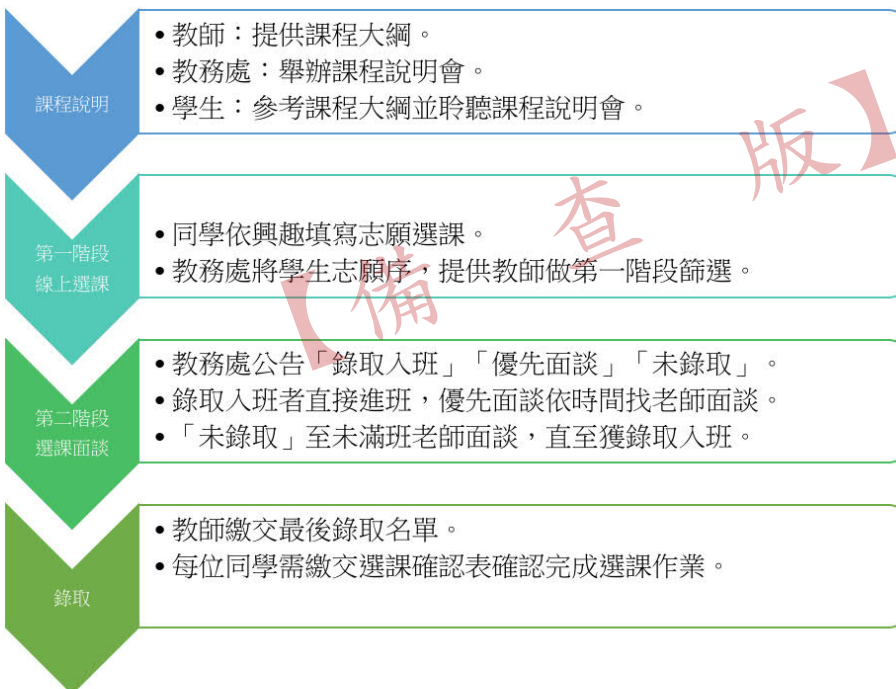 課程說明
• 教師：提供課程大綱。
• 教務處：舉辦課程說明會。
• 學生：參考課程大綱並聆聽課程說明會。
第一階段
線上選課
• 同學依興趣填寫志願選課。
• 教務處將學生志願序，提供教師做第一階段篩選。
第二階段
選課面談
• 教務處公告「錄取入班」「優先面談」「未錄取」。
• 錄取入班者直接進班，優先面談依時間找老師面談。
• 「未錄取」至未滿班老師面談，直至獲錄取入班。
錄取
• 教師繳交最後錄取名單。
• 每位同學需繳交選課確認表確認完成選課作業。
【備查版】